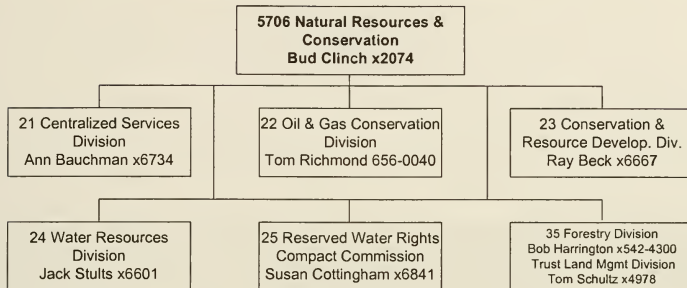 5706 Natural Resources &
Conservation
Bud Clinch x2074
21 Centralized Services
Division
Ann Bauchman x6734
22 Oil & Gas Conservation
Division
Tom Richmond 656-0040
23 Conservation &
Resource Develop. Div.
Ray Beck x6667
24 Water Resources
Division
Jack Stults x6601
25 Reserved Water Rights
Compact Commission
Susan Cottingham x6841
35 Forestry Division
Bob Harrington x542-4300
Trust Land Mgmt Division
Tom Schultz x4978